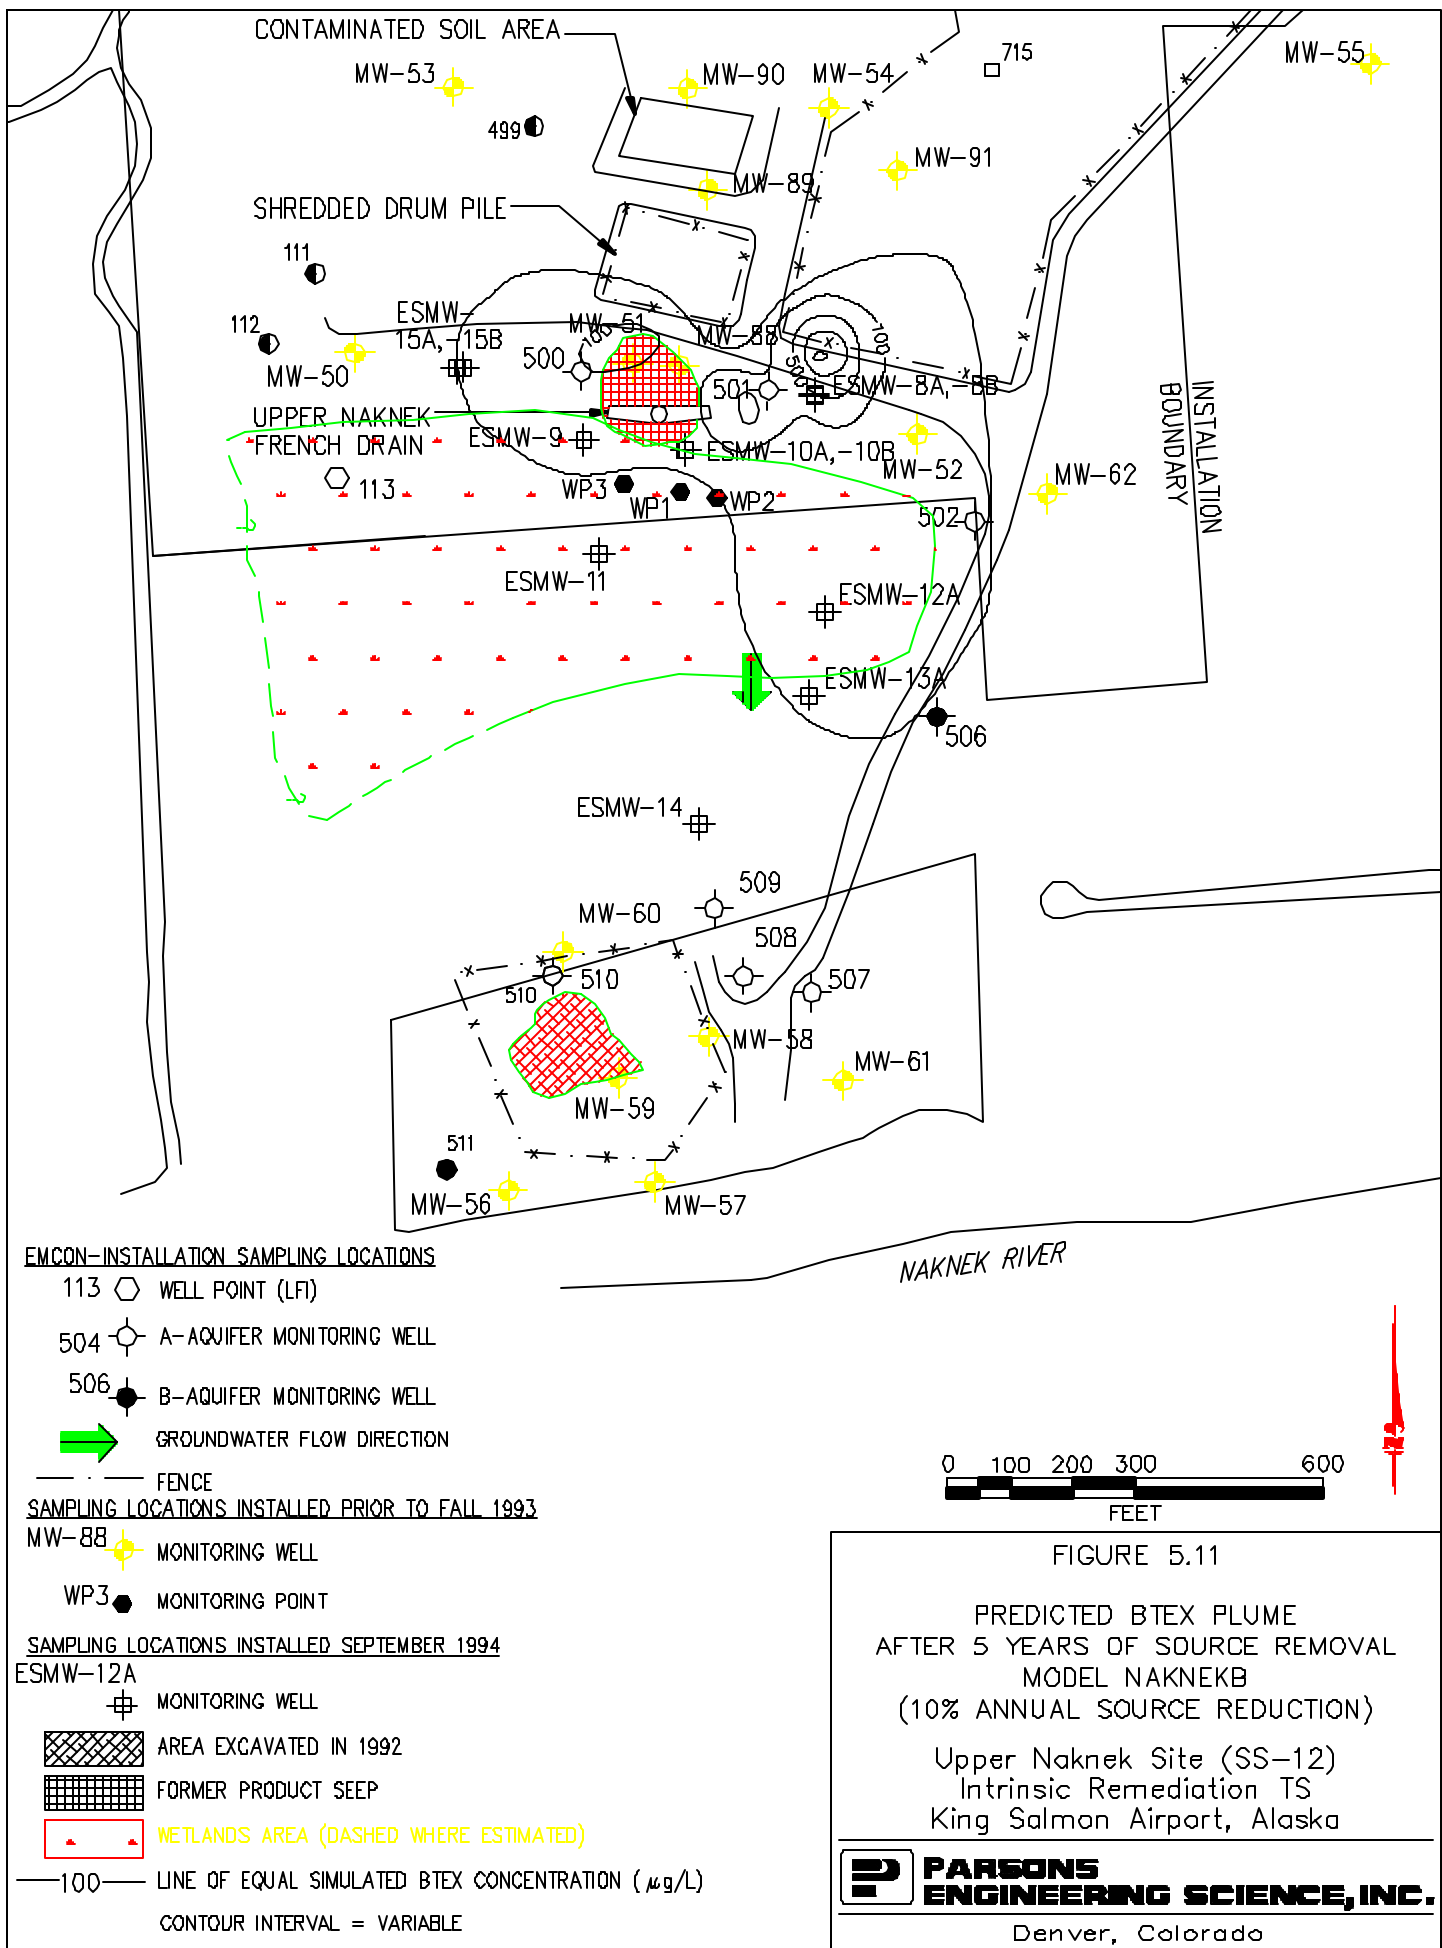 CONTAMINATED SOIL AREA
715
MW-55
MW-53
MW-90
MW-54
499
MW-91
MW-89
SHREDDED DRUM PILE
111
ESMW-
15A,-15B
112
MW-51
MW-88
100
100
500
500
MW-50
501
ESMW-8A,-8B
INSTALLATION
BOUNDARY
UPPER NAKNEK
FRENCH DRAIN
ESMW-9
ESMW-10A,-10B
MW-52
MW-62
113
WP3
WP1
WP2
502
ESMW-11
ESMW-12A
ESMW-13A
506
ESMW-14
509
MW-60
508
510
510
507
MW-58
MW-61
MW-59
511
MW-56
MW-57
NAKNEK RIVER
EMCON-INSTALLATION SAMPLING LOCATIONS
113 WELL POINT (LFI)
504 A-AQUIFER MONITORING WELL
506 B-AQUIFER MONITORING WELL
GROUNDWATER FLOW DIRECTION
FENCE
SAMPLING LOCATIONS INSTALLED PRIOR TO FALL 1993
MW-88 MONITORING WELL
WP3 MONITORING POINT
SAMPLING LOCATIONS INSTALLED SEPTEMBER 1994
ESMW-12A
MONITORING WELL
AREA EXCAVATED IN 1992
FORMER PRODUCT SEEP
WETLANDS AREA (DASHED WHERE ESTIMATED)
100 LINE OF EQUAL SIMULATED BTEX CONCENTRATION (µg/L)
CONTOUR INTERVAL = VARIABLE
0 100 200 300 600
FEET
FIGURE 5.11
PREDICTED BTEX PLUME
AFTER 5 YEARS OF SOURCE REMOVAL
MODEL NAKNEKB
(10% ANNUAL SOURCE REDUCTION)
Upper Naknek Site (SS-12)
Intrinsic Remediation TS
King Salmon Airport, Alaska
PARSONS
ENGINEERING SCIENCE, INC.
Denver, Colorado